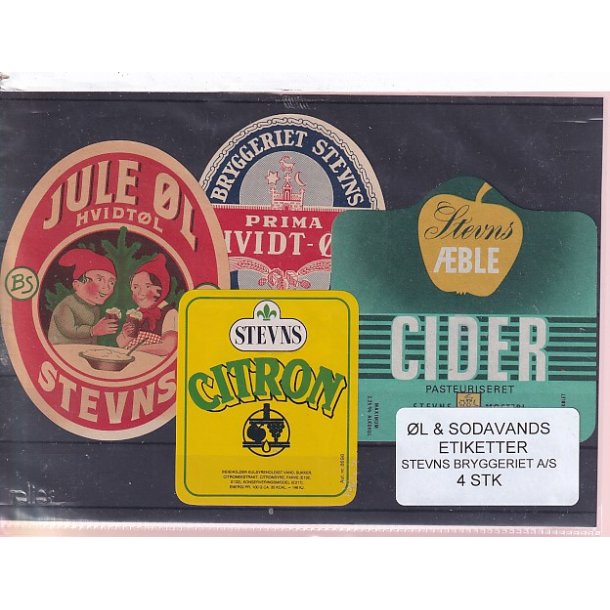 JULE ØL
HVIDTØL
BS
STEVNS
BRYGGERIET STEVNS
PRIMA
HVIDT-Ø
STEVNS
CITRON
Stevns
ÆBLE
CIDER
PASTEURISERET
ØL & SODAVANDS
ETIKETTER
STEVNS BRYGGERIET A/S
4 STK